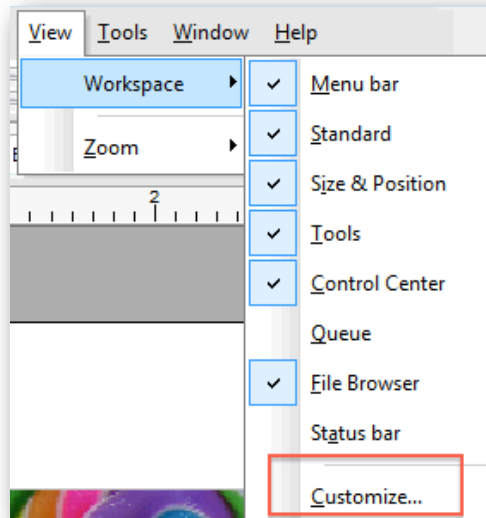 View Tools Window Help
Workspace
Zoom
2
Menu bar
Standard
Size & Position
Tools
Control Center
Queue
File Browser
Status bar
Customize...